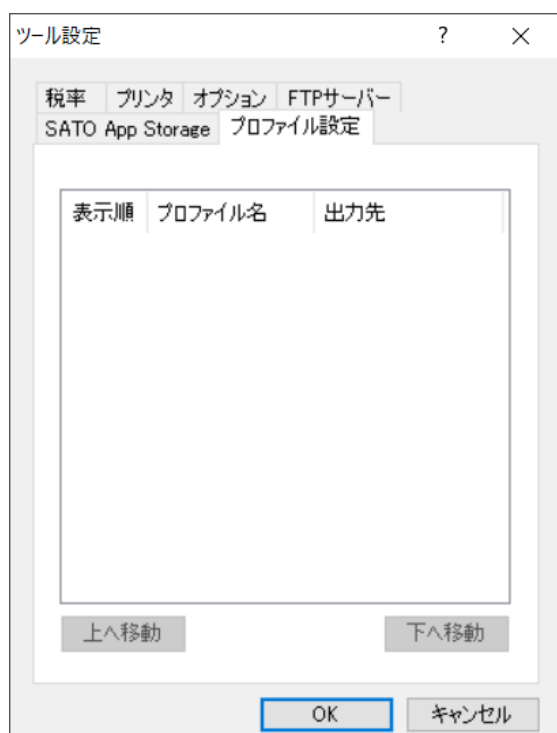 ツール設定 ?
税率 プリンタ オプション FTPサーバー
SATO App Storage プロファイル設定
表示順 プロファイル名 出力先
上へ移動 下へ移動
OK キャンセル